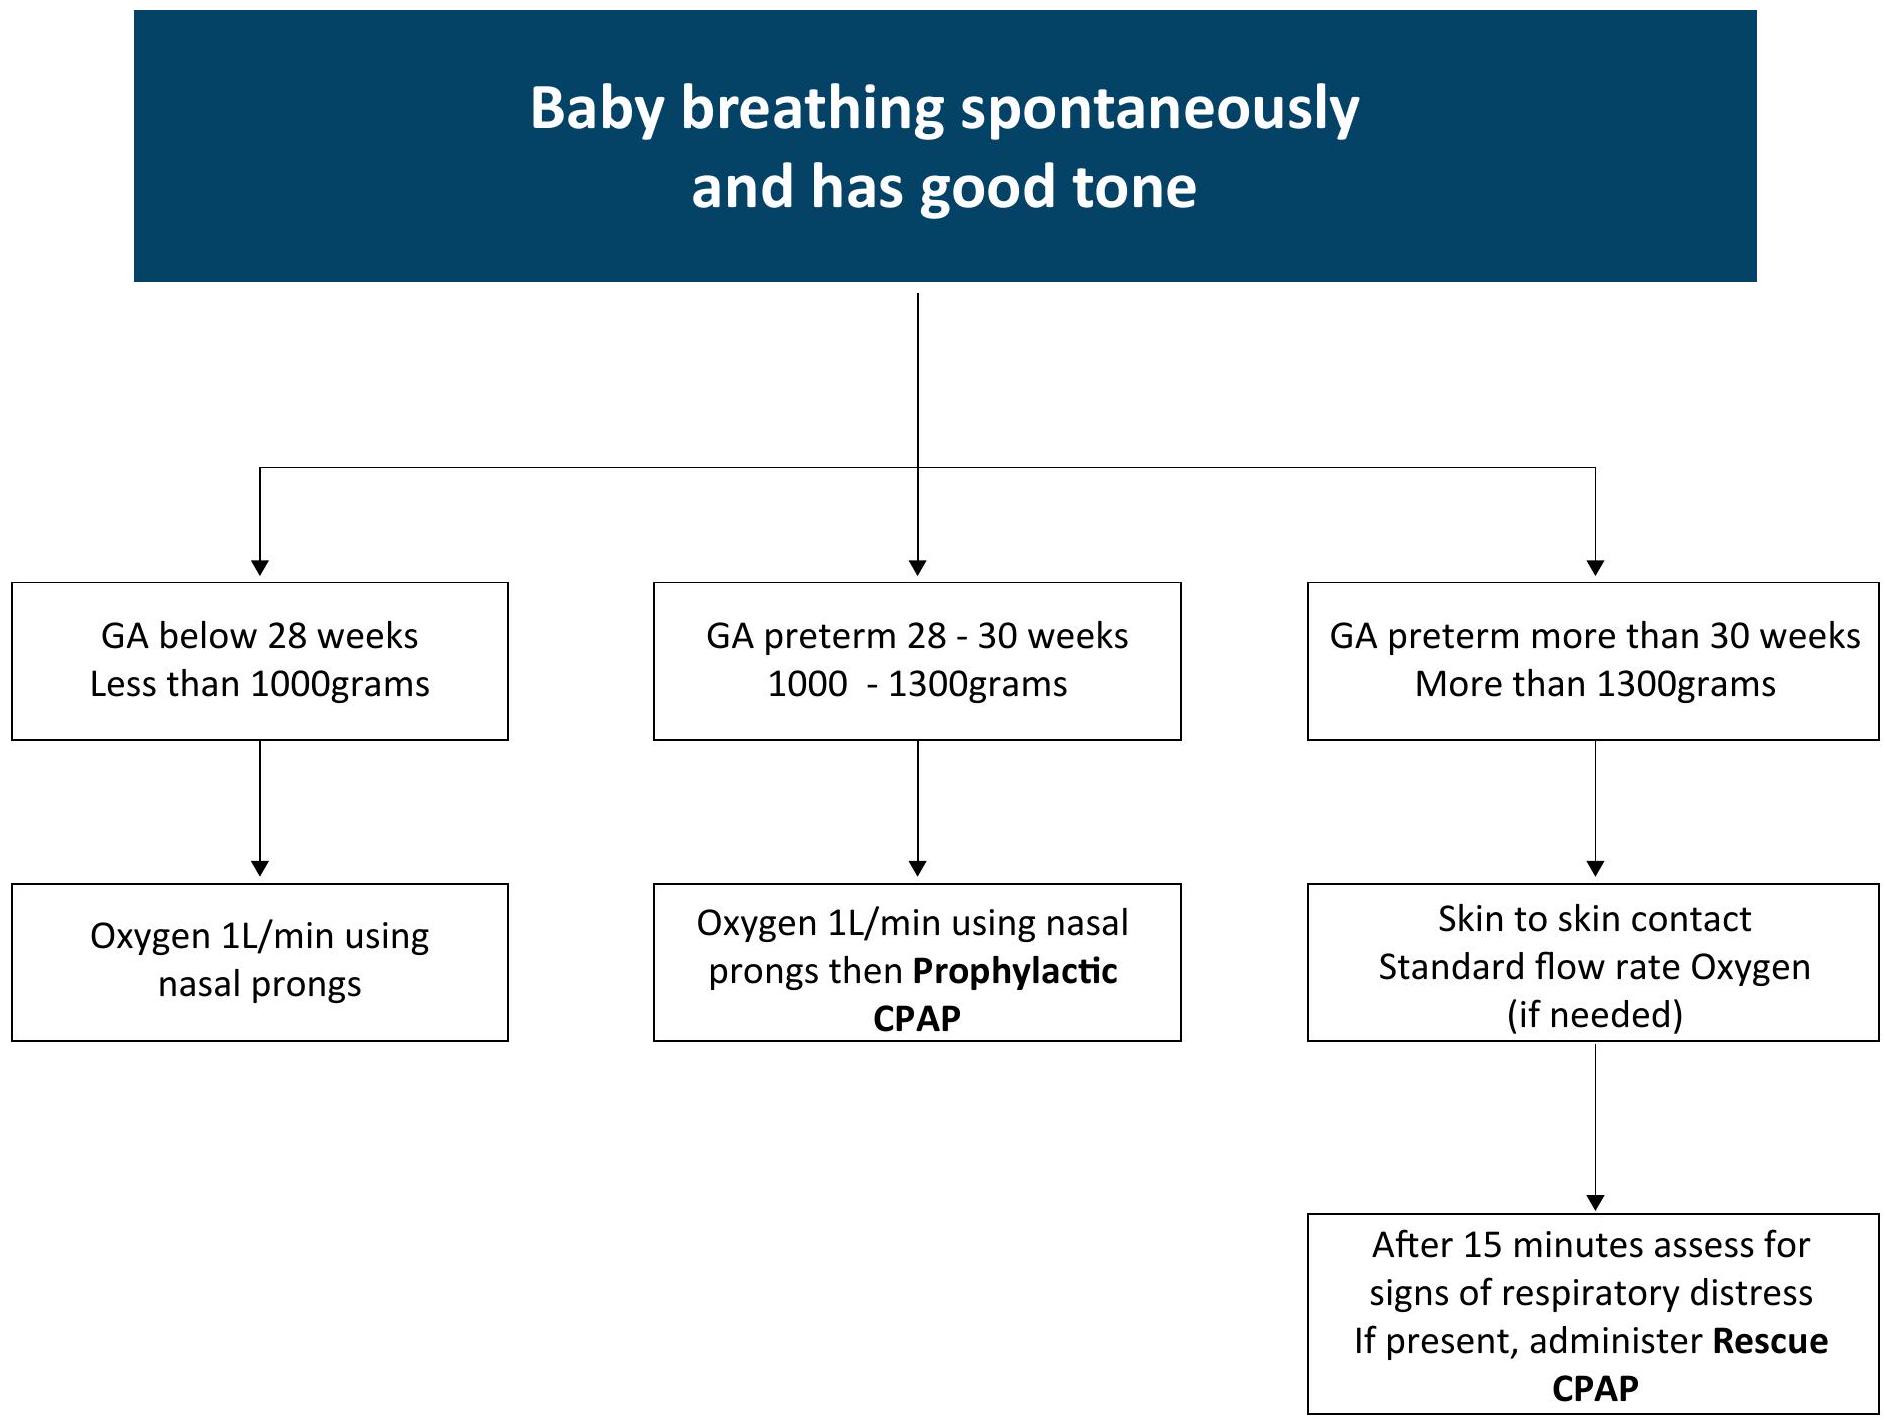 Baby breathing spontaneously
and has good tone
GA below 28 weeks
Less than 1000grams
GA preterm 28 - 30 weeks
1000 - 1300grams
GA preterm more than 30 weeks
More than 1300grams
Oxygen 1L/min using
nasal prongs
Oxygen 1L/min using nasal
prongs then Prophylactic
CPAP
Skin to skin contact
Standard flow rate Oxygen
(if needed)
After 15 minutes assess for
signs of respiratory distress
If present, administer Rescue
CPAP